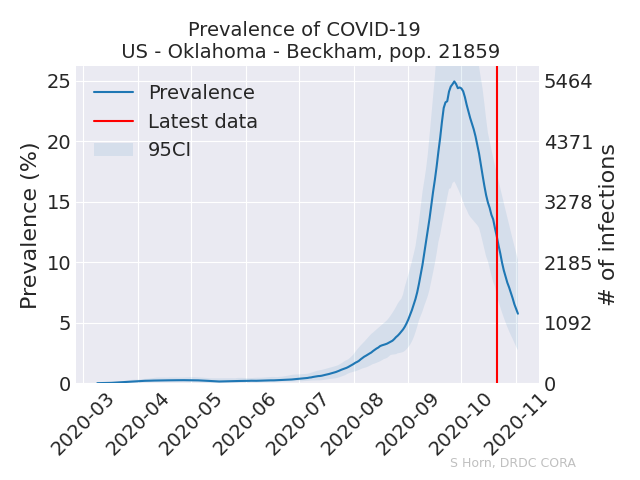 Prevalence of COVID-19
US - Oklahoma - Beckham, pop. 21859
Prevalence
Latest data
95CI
Prevalence (%)
25
20
15
10
5
0
5464
4371
3278
2185
1092
0
# of infections
2020-03
2020-04
2020-05
2020-06
2020-07
2020-08
2020-09
2020-10
2020-11
S Horn, DRDC CORA